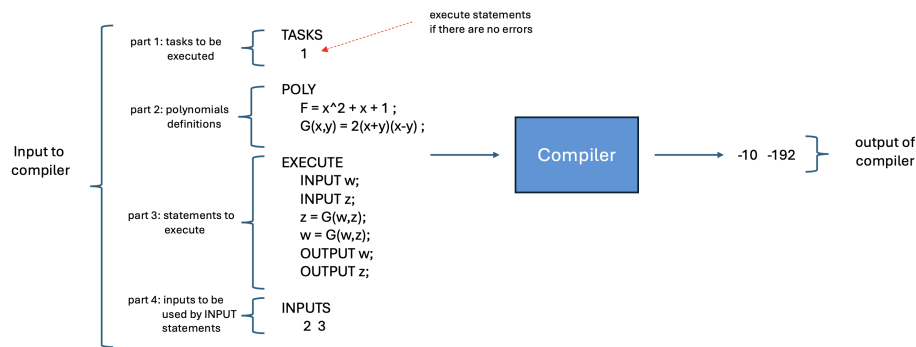 execute statements
if there are no errors
part 1: tasks to be
executed
TASKS
1
part 2: polynomials
definitions
POLY
F = x^2 + x + 1 ;
G(x,y) = 2(x+y)(x-y) ;
Input to
compiler
part 3: statements to
execute
EXECUTE
INPUT w;
INPUT z;
z = G(w,z);
w = G(w,z);
OUTPUT w;
OUTPUT z;
part 4: inputs to be
used by INPUT
statements
INPUTS
2 3
Compiler
-10 -192
output of
compiler